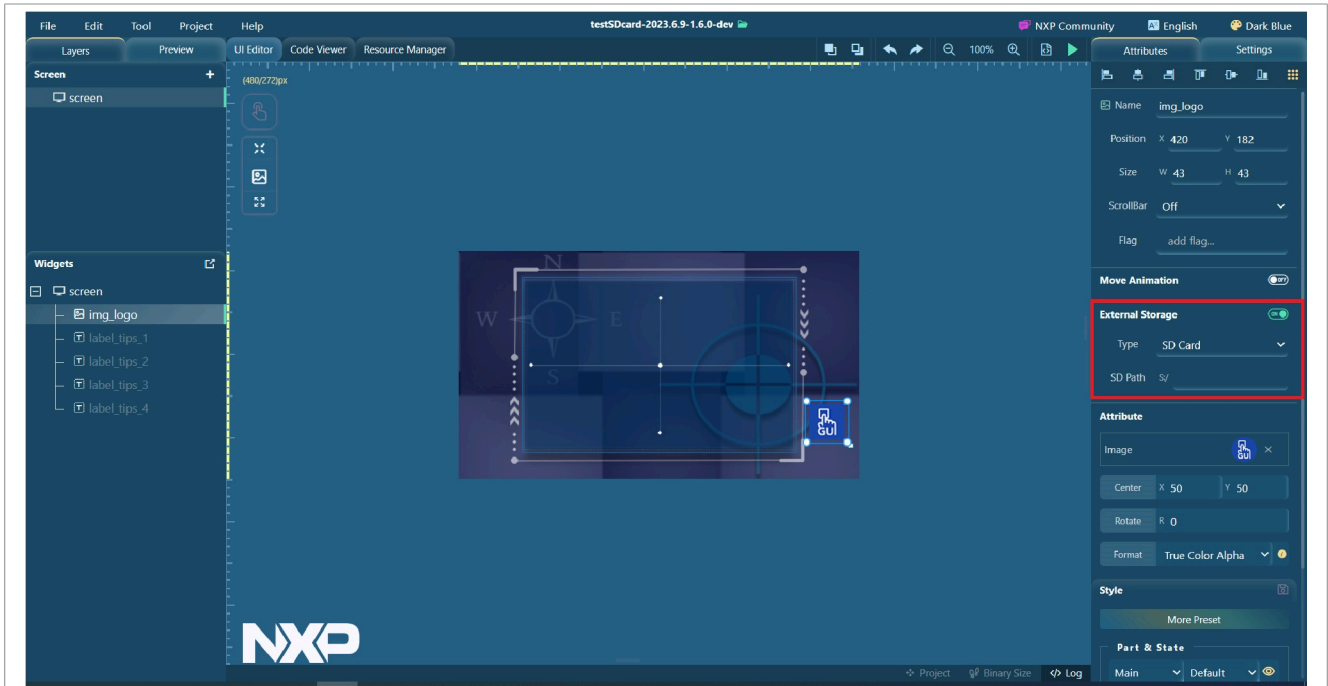 File Edit Tool Project Help testSDcard-2023.6.9-1.6.0-dev NXP Community English Dark Blue
Layers Preview UI Editor Code Viewer Resource Manager 100% Attributes Settings
Screen +
(480/272)px
screen
Name img_logo
Position X 420 Y 182
Size W 43 H 43
ScrollBar Off
Flag add flag...
Widgets
Move Animation OFF
screen
img_logo
label_tips_1
label_tips_2
label_tips_3
label_tips_4
N
W E
S
GUI
External Storage ON
Type SD Card
SD Path S/
Attribute
Image GUI
Center X 50 Y 50
Rotate R 0
Format True Color Alpha
Style
More Preset
Part & State
Main Default
NXP
Project Binary Size </> Log